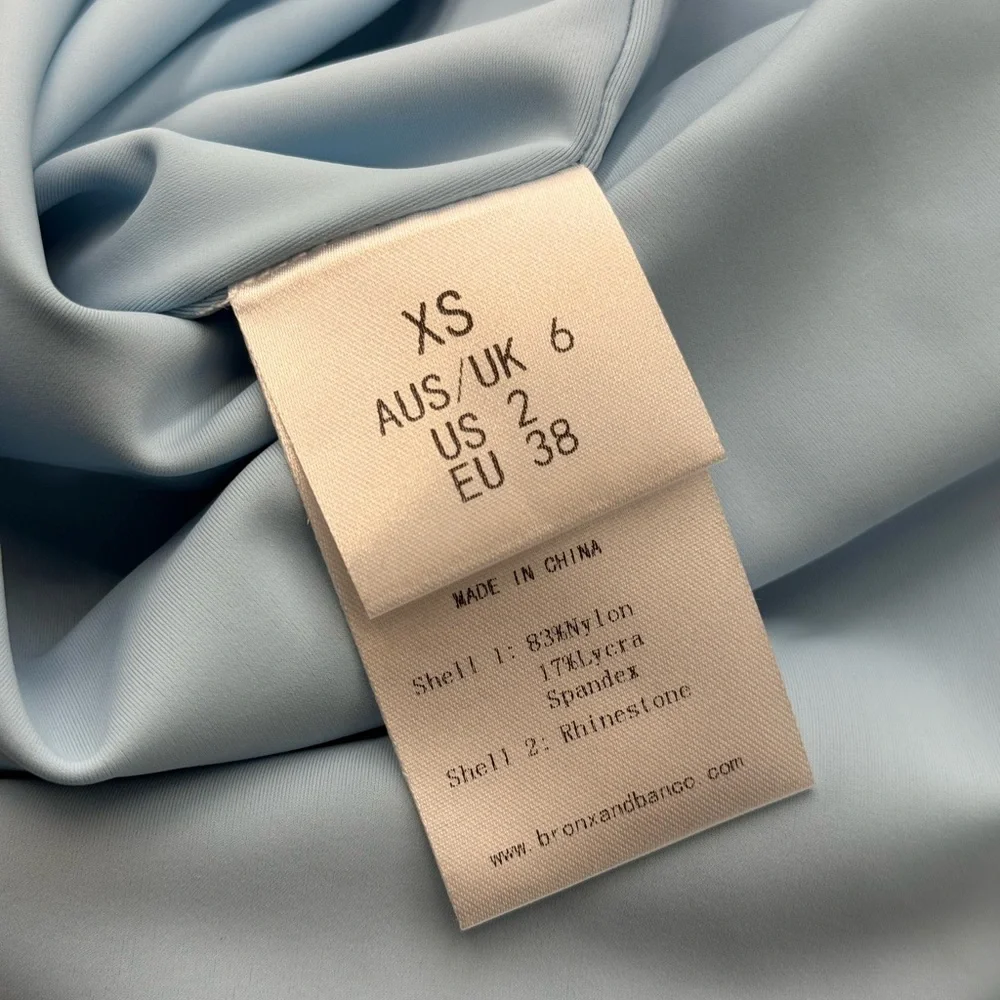 XS
AUS/UK 6
US 2
EU 38
MADE IN CHINA
Shell 1: 83%Nylon
17%Lycra
Spandex
Shell 2: Rhinestone
www.bronxandbanco com